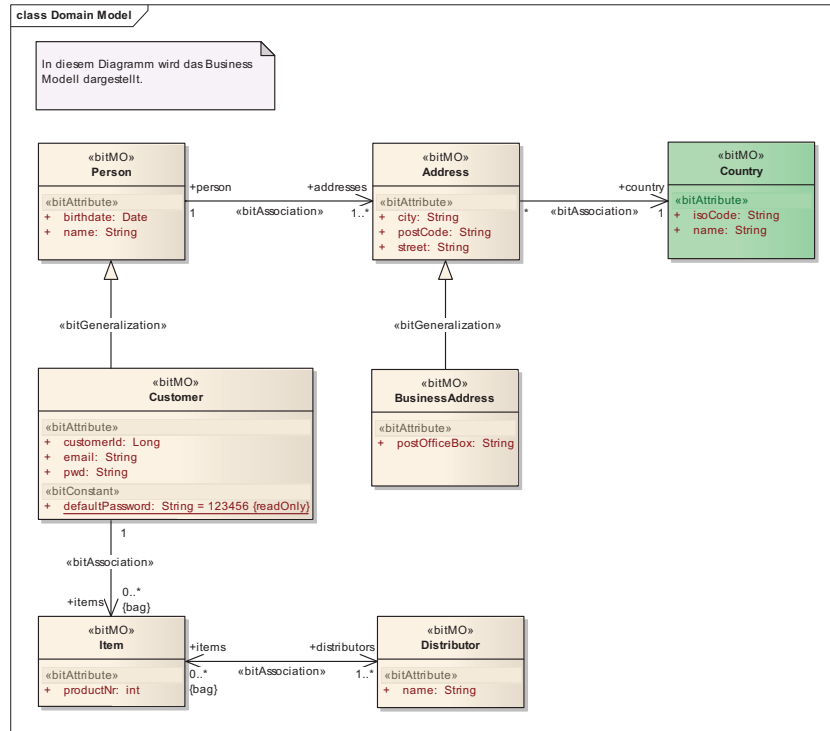 class Domain Model
In diesem Diagramm wird das Business
Modell dargestellt.
«bitMO»
Person
«bitAttribute»
+ birthdate: Date
+ name: String
+person
1
«bitAssociation»
+addresses
1..*
«bitMO»
Address
«bitAttribute»
+ city: String
+ postCode: String
+ street: String
*
«bitAssociation»
+country
1
«bitMO»
Country
«bitAttribute»
+ isoCode: String
+ name: String
«bitGeneralization»
«bitGeneralization»
«bitMO»
Customer
«bitAttribute»
+ customerId: Long
+ email: String
+ pwd: String
«bitConstant»
+ defaultPassword: String = 123456 {readOnly}
«bitMO»
BusinessAddress
«bitAttribute»
+ postOfficeBox: String
1
«bitAssociation»
+items
0..*
{bag}
«bitMO»
Item
«bitAttribute»
+ productNr: int
+items
0..*
{bag}
«bitAssociation»
+distributors
1..*
«bitMO»
Distributor
«bitAttribute»
+ name: String